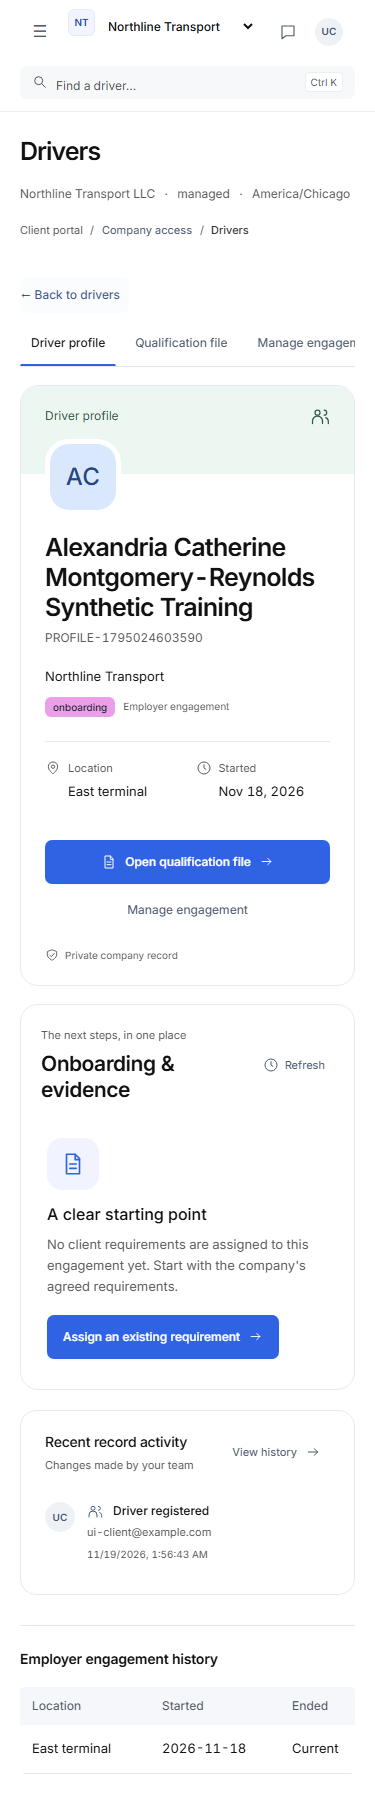 NT
Northline Transport
UC
Find a driver...
Ctrl K
Drivers
Northline Transport LLC · managed · America/Chicago
Client portal / Company access / Drivers
← Back to drivers
Driver profile
Qualification file
Manage engagem
Driver profile
AC
Alexandria Catherine
Montgomery-Reynolds
Synthetic Training
PROFILE-1795024603590
Northline Transport
onboarding
Employer engagement
Location
Started
East terminal
Nov 18, 2026
Open qualification file →
Manage engagement
Private company record
The next steps, in one place
Onboarding &
evidence
Refresh
A clear starting point
No client requirements are assigned to this
engagement yet. Start with the company's
agreed requirements.
Assign an existing requirement →
Recent record activity
View history →
Changes made by your team
UC
Driver registered
ui-client@example.com
11/19/2026, 1:56:43 AM
Employer engagement history
Location Started Ended
East terminal 2026-11-18 Current